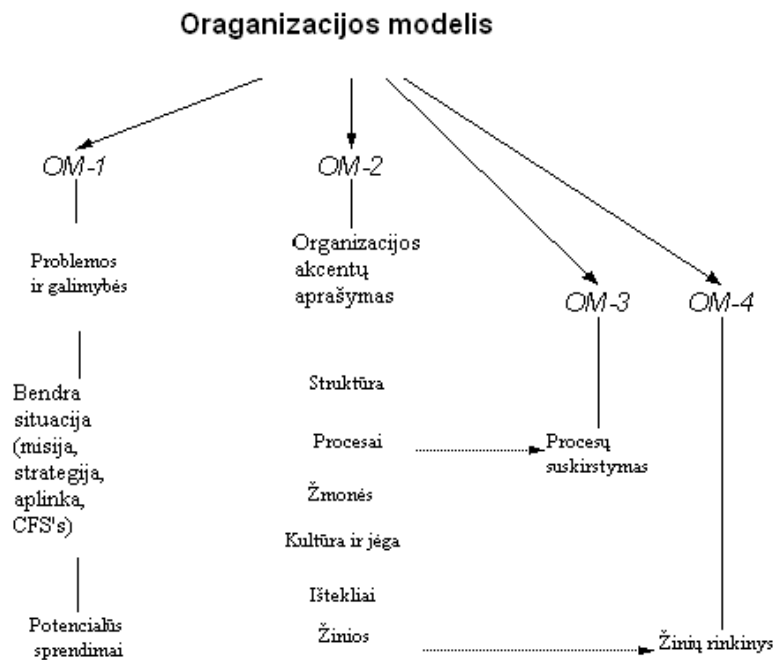 Oraganizacijos modelis
OM-1
OM-2
Problemos
ir galimybės
Organizacijos
akcentų
aprašymas
OM-3
OM-4
Bendra
situacija
(misija,
strategija,
aplinka,
CFS's)
Struktūra
Procesai
Procesų
suskirstymas
Žmonės
Kultūra ir jėga
Ištekliai
Potencialūs
sprendimai
Žinios
Žinių rinkinys